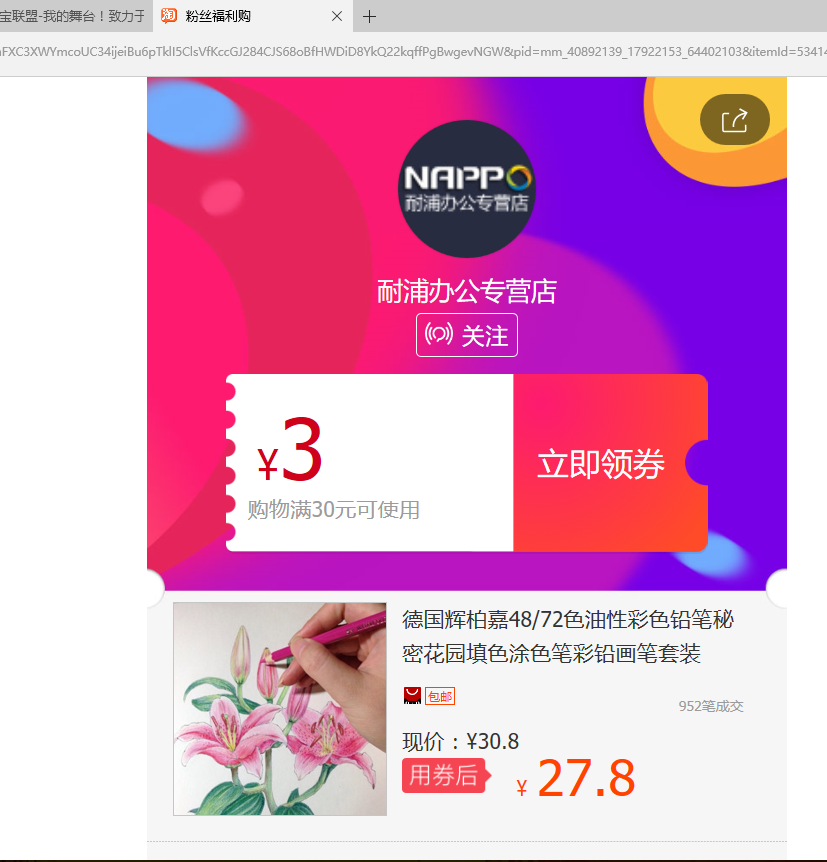 宝联盟-我的舞台！致力于
粉丝福利购
FXC3XWYmcoUC34ijeiBu6pTklI5ClsVfKccGJ284CJS68oBfHWDiD8YkQ22kqffPgBwgevNGW&pid=mm_40892139_17922153_64402103&itemId=53414
NAPPO
耐浦办公专营店
耐浦办公专营店
关注
¥3
立即领券
购物满30元可使用
德国辉柏嘉48/72色油性彩色铅笔秘
密花园填色涂色笔彩铅画笔套装
包邮
952笔成交
现价：¥30.8
用券后 ¥ 27.8